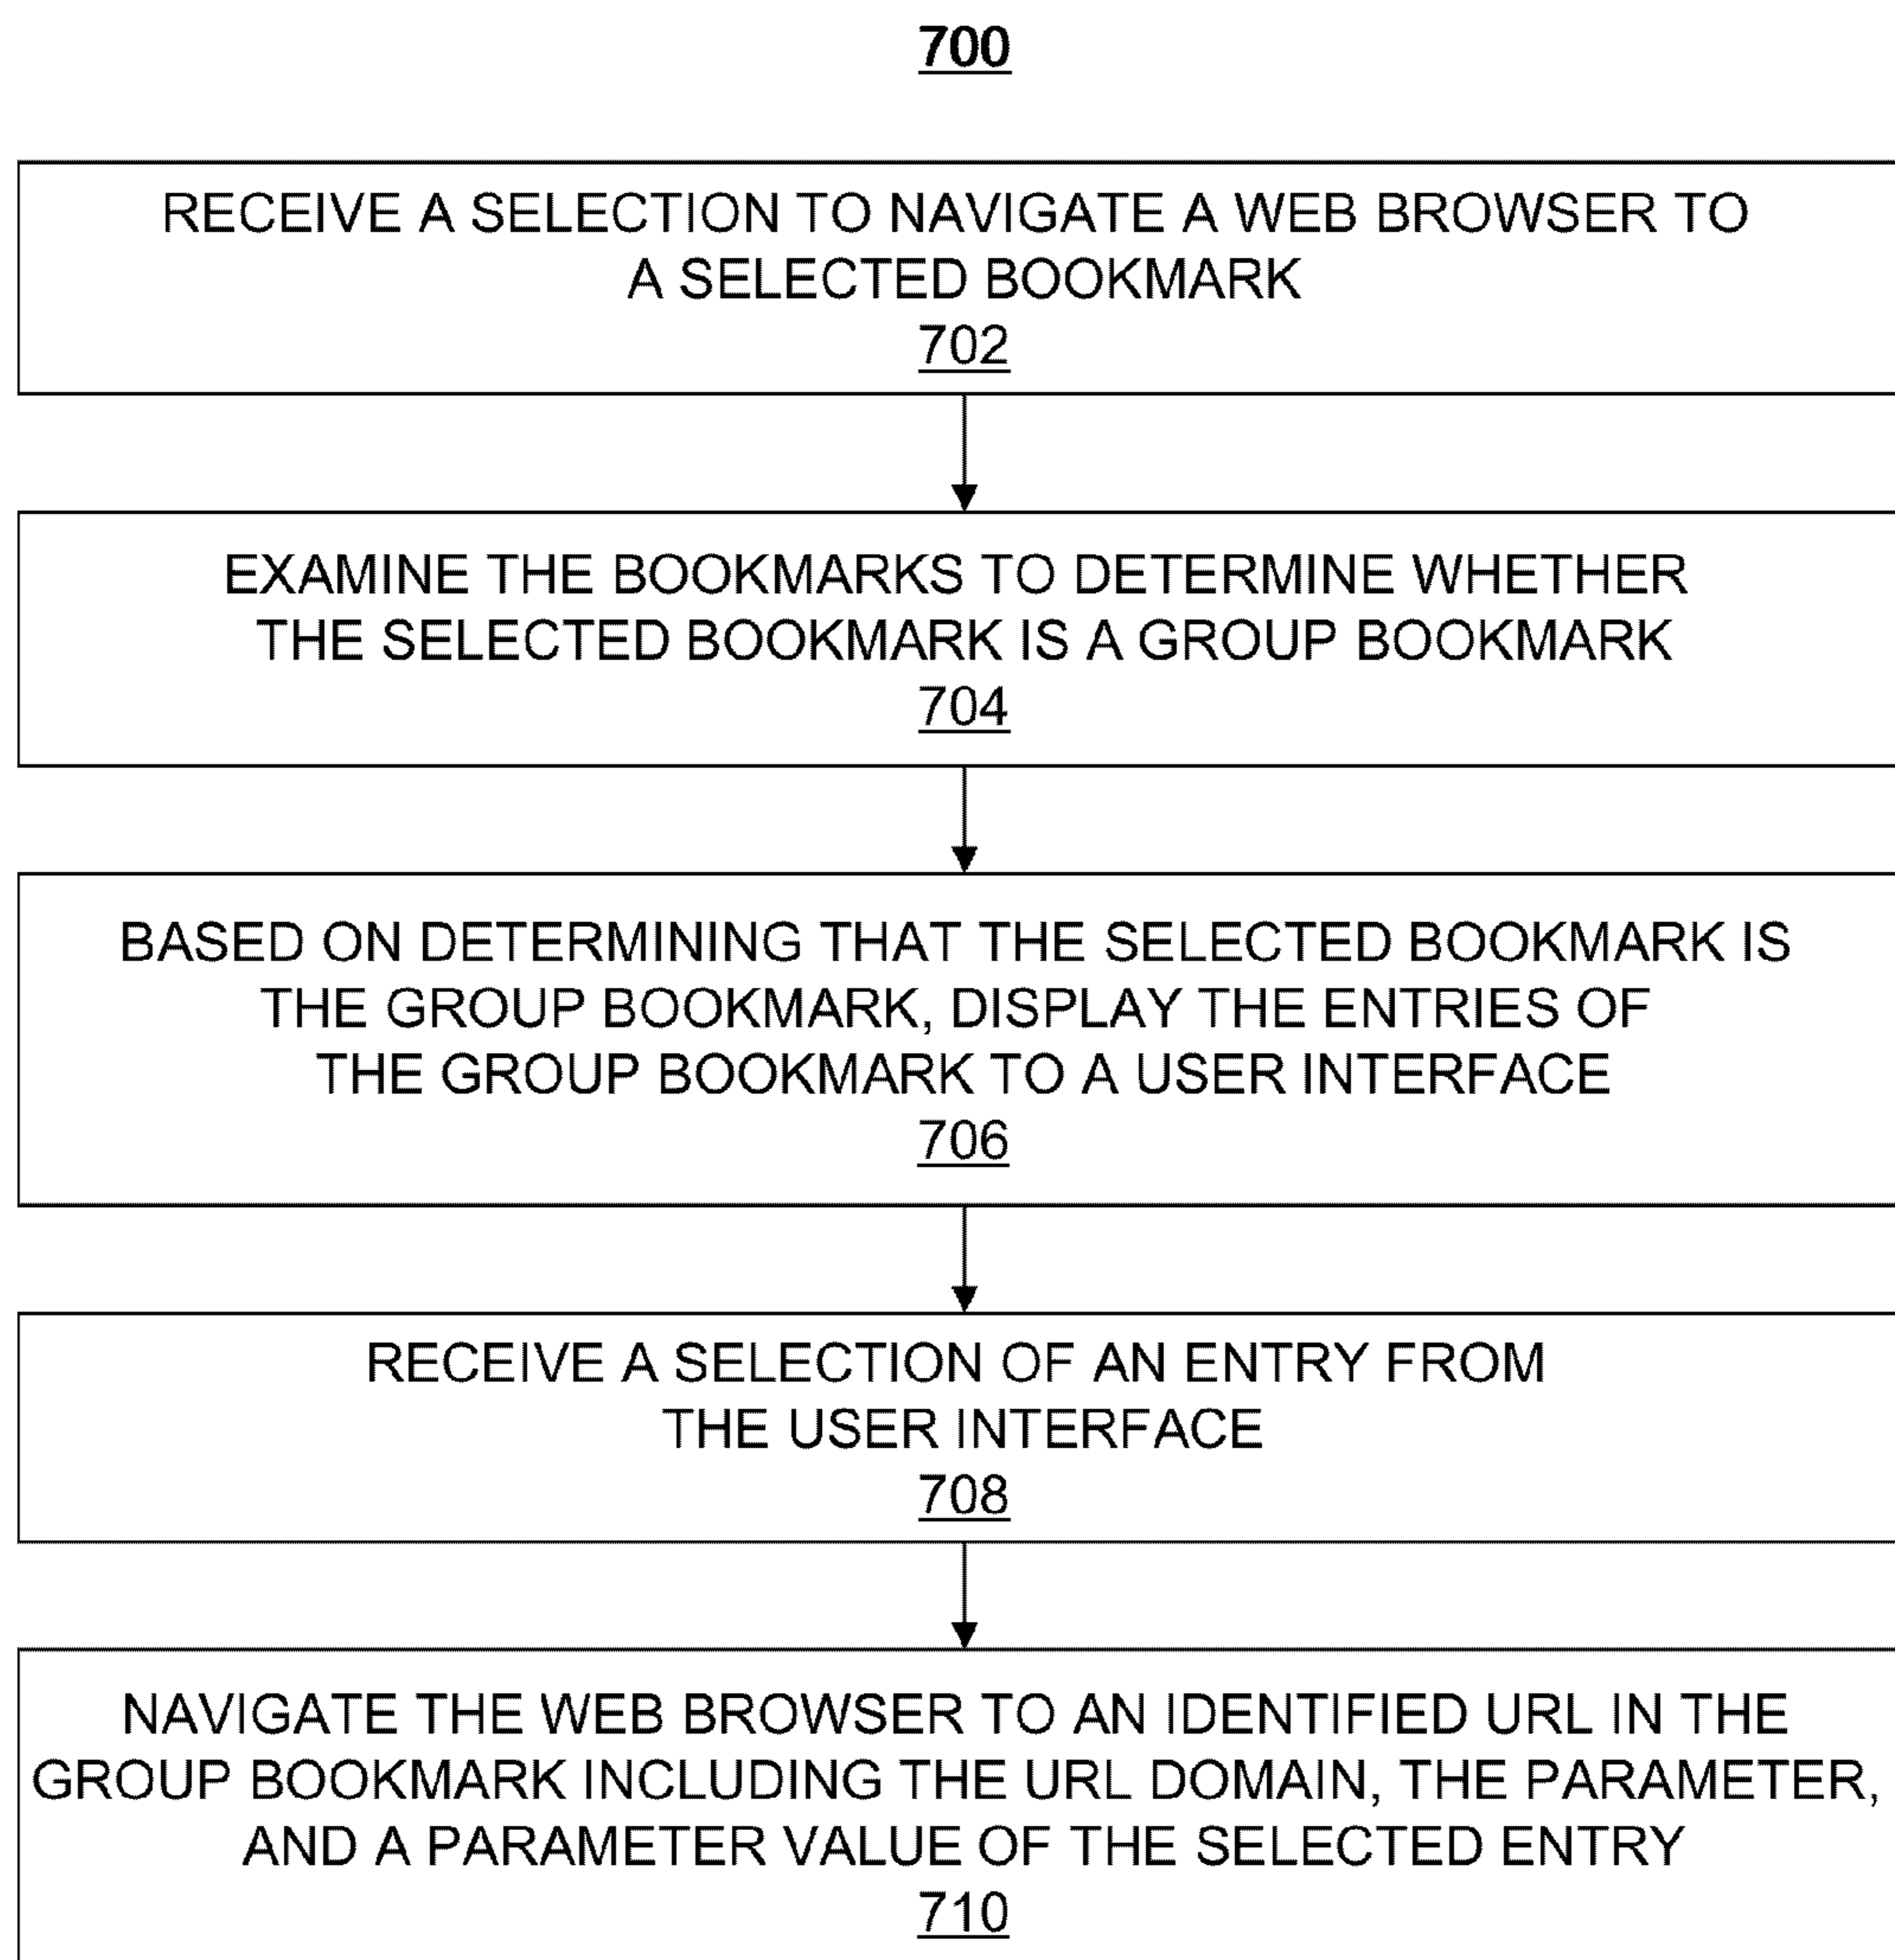 700
RECEIVE A SELECTION TO NAVIGATE A WEB BROWSER TO
A SELECTED BOOKMARK
702
EXAMINE THE BOOKMARKS TO DETERMINE WHETHER
THE SELECTED BOOKMARK IS A GROUP BOOKMARK
704
BASED ON DETERMINING THAT THE SELECTED BOOKMARK IS
THE GROUP BOOKMARK, DISPLAY THE ENTRIES OF
THE GROUP BOOKMARK TO A USER INTERFACE
706
RECEIVE A SELECTION OF AN ENTRY FROM
THE USER INTERFACE
708
NAVIGATE THE WEB BROWSER TO AN IDENTIFIED URL IN THE
GROUP BOOKMARK INCLUDING THE URL DOMAIN, THE PARAMETER,
AND A PARAMETER VALUE OF THE SELECTED ENTRY
710